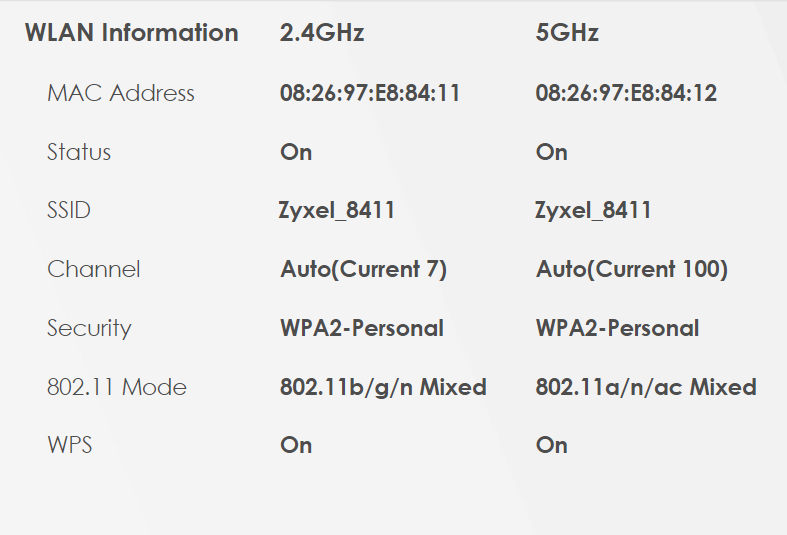 WLAN Information 2.4GHz 5GHz
MAC Address 08:26:97:E8:84:11 08:26:97:E8:84:12
Status On On
SSID Zyxel_8411 Zyxel_8411
Channel Auto(Current 7) Auto(Current 100)
Security WPA2-Personal WPA2-Personal
802.11 Mode 802.11b/g/n Mixed 802.11a/n/ac Mixed
WPS On On